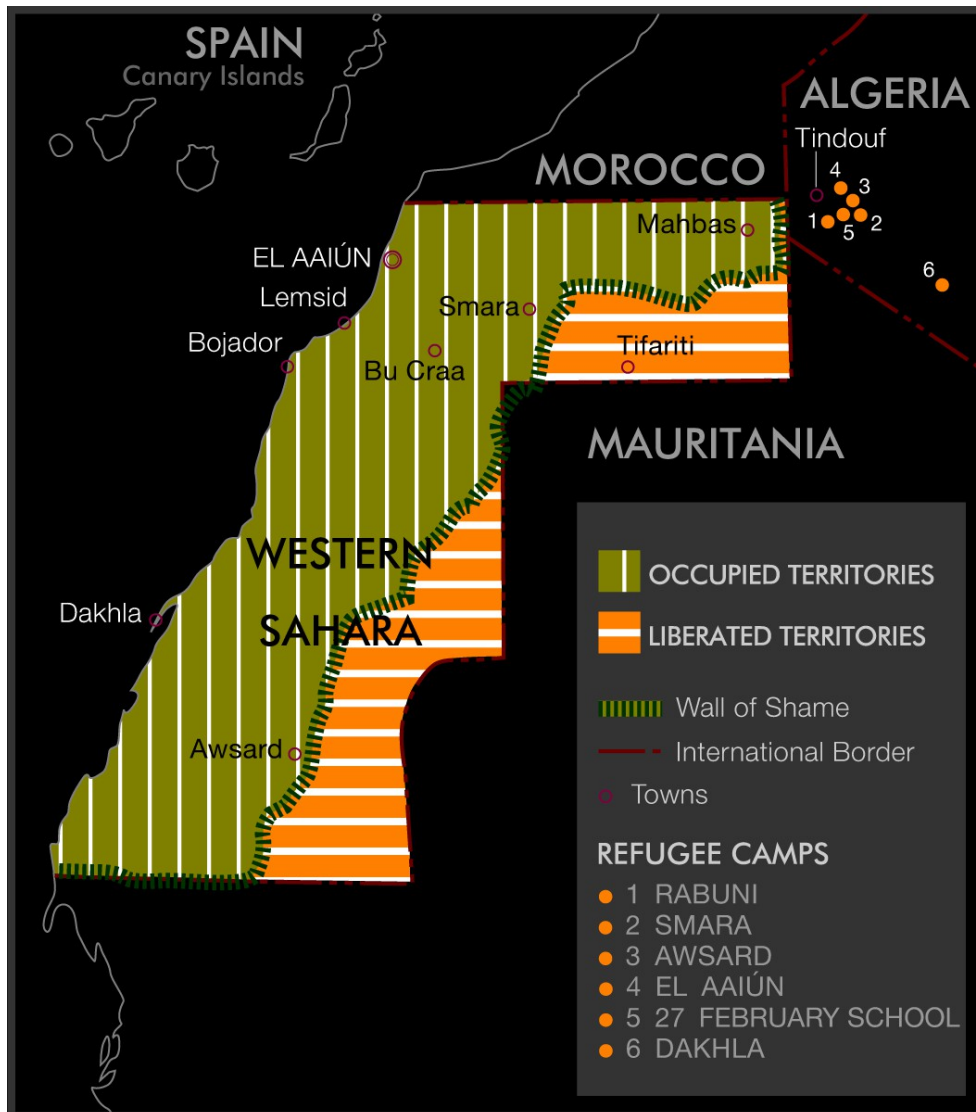 SPAIN
Canary Islands
ALGERIA
Tindouf
MOROCCO
4
3
Mahbas
1
5
2
EL AAIÚN
6
Lemsid
Smara
Bojador
Bu Craa
Tifariti
MAURITANIA
WESTERN
SAHARA
Dakhla
Awsard
OCCUPIED TERRITORIES
LIBERATED TERRITORIES
Wall of Shame
International Border
Towns
REFUGEE CAMPS
1 RABUNI
2 SMARA
3 AWSARD
4 EL AAIÚN
5 27 FEBRUARY SCHOOL
6 DAKHLA